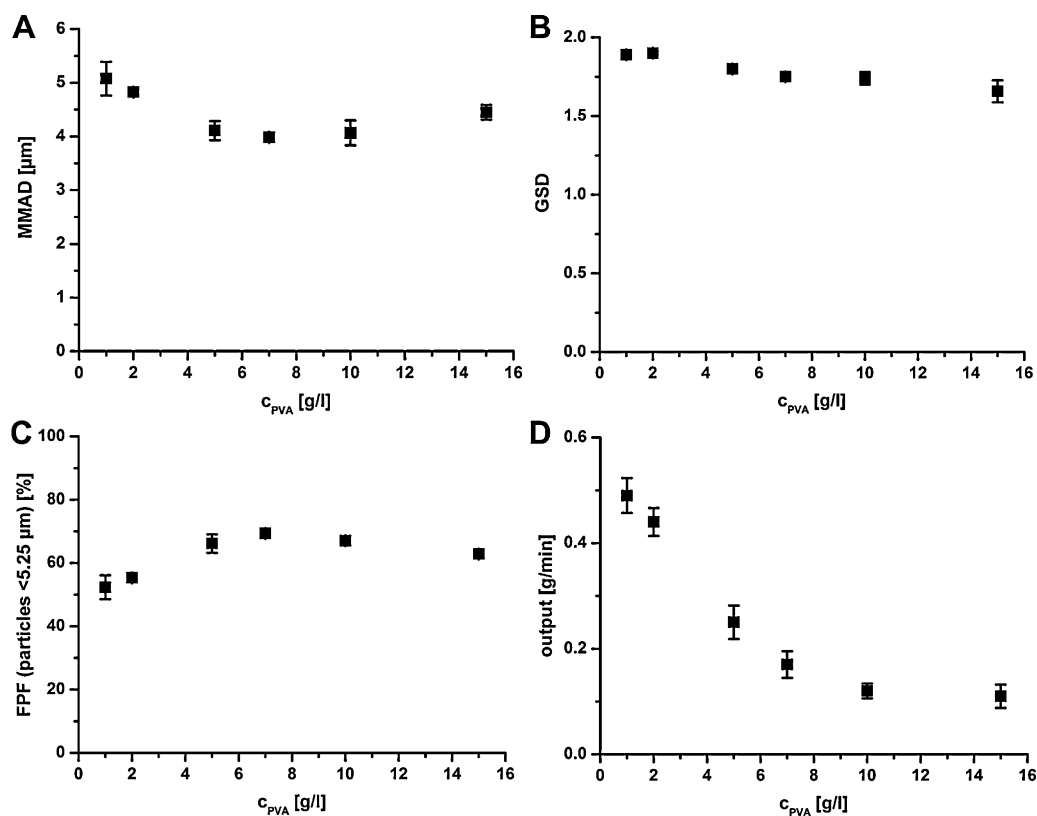 A
6
5
4
3
2
1
0
MMAD [µm]
0 2 4 6 8 10 12 14 16
c_PVA [g/l]
B
2.0
1.5
1.0
0.5
0.0
GSD
0 2 4 6 8 10 12 14 16
c_PVA [g/l]
C
100
80
60
40
20
0
FPF (particles <5.25 µm) [%]
0 2 4 6 8 10 12 14 16
c_PVA [g/l]
D
0.6
0.4
0.2
0.0
output [g/min]
0 2 4 6 8 10 12 14 16
c_PVA [g/l]